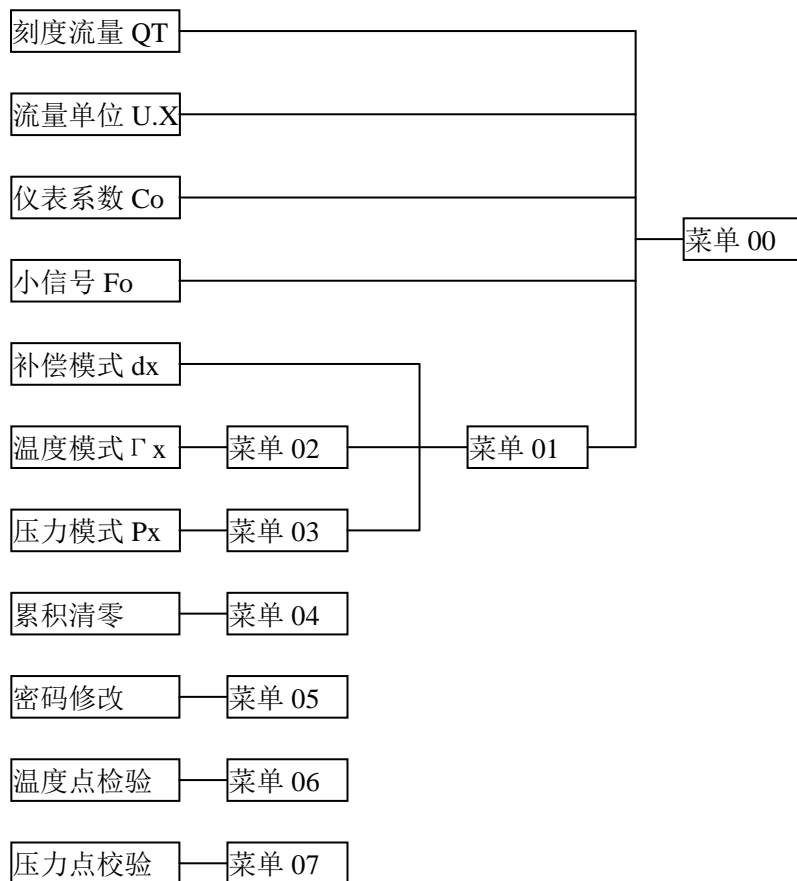 刻度流量 QT
流量单位 U.X
仪表系数 Co
菜单 00
小信号 Fo
补偿模式 dx
温度模式 Γ x
菜单 02
菜单 01
压力模式 Px
菜单 03
累积清零
菜单 04
密码修改
菜单 05
温度点检验
菜单 06
压力点校验
菜单 07